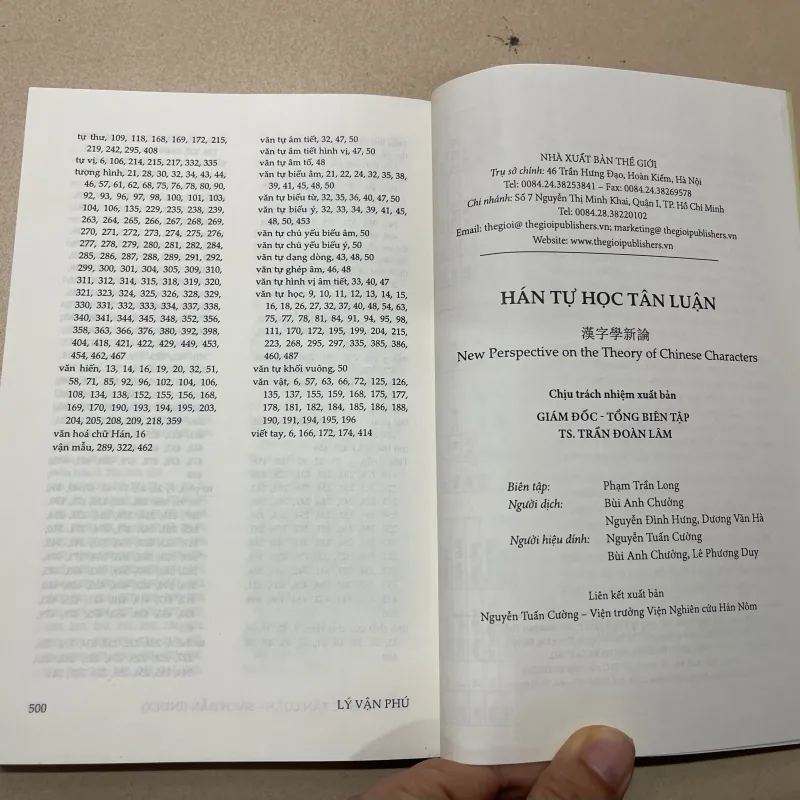 tự thư, 109, 118, 168, 169, 172, 215,
219, 242, 295, 408
tự vị, 6, 106, 214, 215, 217, 332, 335
tượng hình, 21, 28, 30, 32, 34, 43, 44,
46, 57, 61, 62, 68, 75, 76, 78, 80, 90,
92, 93, 96, 97, 98, 100, 101, 103,
104, 106, 135, 229, 235, 238, 239,
263, 264, 265, 266, 267, 268, 269,
270, 271, 272, 273, 274, 275, 276,
277, 278, 279, 280, 281, 282, 284,
285, 286, 287, 288, 289, 291, 292,
299, 300, 301, 304, 305, 309, 310,
311, 312, 314, 315, 318, 319, 320,
321, 323, 324, 325, 326, 328, 329,
330, 331, 332, 333, 334, 337, 338,
340, 341, 344, 345, 348, 352, 356,
358, 363, 366, 376, 380, 392, 398,
404, 418, 421, 422, 429, 449, 453,
454, 462, 467
văn hiến, 13, 14, 16, 19, 20, 32, 51,
58, 71, 85, 92, 96, 102, 104, 106,
108, 134, 138, 152, 155, 156, 168,
169, 170, 190, 193, 194, 195, 203,
204, 205, 208, 209, 218, 359
văn hoá chữ Hán, 16
vận mẫu, 289, 322, 462
500
văn tự âm tiết, 32, 47, 50
văn tự âm tiết hình vị, 47, 50
văn tự âm tố, 48
văn tự biểu âm, 21, 22, 24, 32, 35, 38,
39, 41, 45, 48, 50
văn tự biểu từ, 32, 35, 36, 40, 47, 50
văn tự biểu ý, 32, 33, 34, 39, 41, 45,
48, 50, 453
văn tự chủ yếu biểu âm, 50
văn tự chủ yếu biểu ý, 50
văn tự dạng dòng, 43, 48, 50
văn tự ghép âm, 46, 48
văn tự hình vị âm tiết, 33, 40, 47
văn tự học, 9, 10, 11, 12, 13, 14, 15,
16, 18, 26, 27, 32, 37, 40, 48, 54, 63,
75, 77, 78, 81, 84, 91, 94, 95, 98,
111, 170, 172, 195, 199, 204, 215,
223, 268, 295, 297, 335, 385, 386,
460, 487
văn tự khối vuông, 50
văn vật, 6, 57, 63, 66, 72, 125, 126,
135, 137, 155, 159, 168, 175, 177,
178, 181, 182, 184, 185, 186, 188,
190, 191, 194, 195, 196
viết tay, 6, 166, 172, 174, 414
LÝ VẬN PHÚ
NHÀ XUẤT BẢN THẾ GIỚI
Trụ sở chính: 46 Trần Hưng Đạo, Hoàn Kiếm, Hà Nội
Tel: 0084.24.38253841 – Fax: 0084.24.38269578
Chi nhánh: Số 7 Nguyễn Thị Minh Khai, Quận I, TP. Hồ Chí Minh
Tel: 0084.28.38220102
Email: thegioi@ thegioipublishers.vn; marketing@ thegioipublishers.vn
Website: www.thegioipublishers.vn
HÁN TỰ HỌC TÂN LUẬN
漢字學新論
New Perspective on the Theory of Chinese Characters
Chịu trách nhiệm xuất bản
GIÁM ĐỐC - TỔNG BIÊN TẬP
TS. TRẦN ĐOÀN LÂM
Biên tập: Phạm Trần Long
Người dịch: Bùi Anh Chưởng
Nguyễn Đình Hưng, Dương Văn Hà
Người hiệu đính: Nguyễn Tuấn Cường
Bùi Anh Chưởng, Lê Phương Duy
Liên kết xuất bản
Nguyễn Tuấn Cường – Viện trưởng Viện Nghiên cứu Hán Nôm